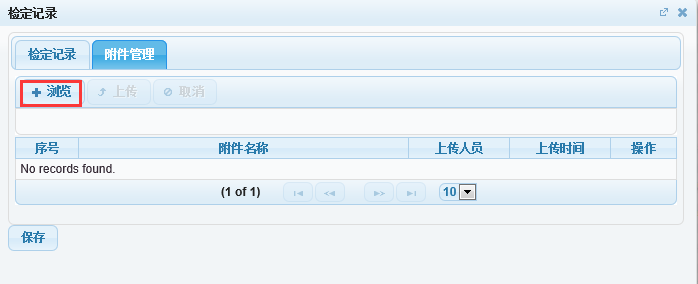 检定记录
检定记录 附件管理
浏览 上传 取消
序号 附件名称 上传人员 上传时间 操作
No records found.
(1 of 1) 10
保存